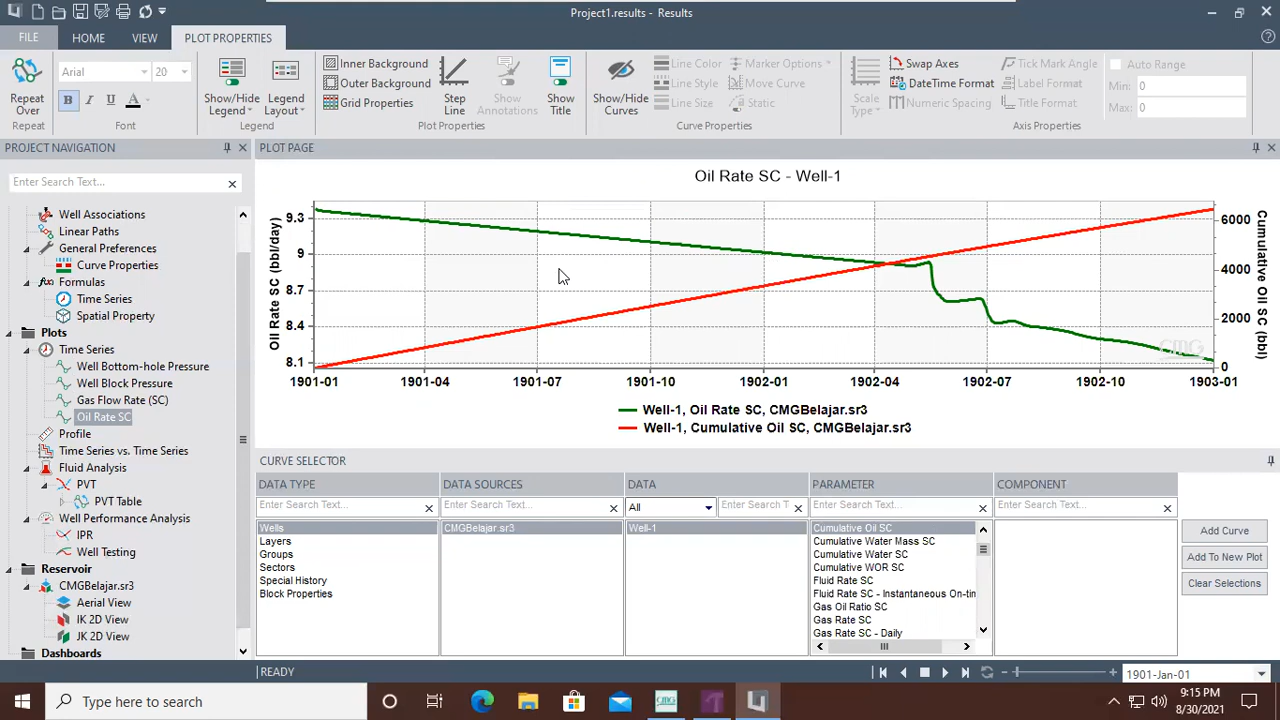 Project1.results - Results
FILE
HOME
VIEW
PLOT PROPERTIES
Repeat Over
Repeat
Arial
20
B I U A
Font
Show/Hide Legend
Legend Layout
Legend
Inner Background
Outer Background
Grid Properties
Step Line
Show Annotations
Show Title
Plot Properties
Show/Hide Curves
Line Color
Line Style
Line Size
Marker Options
Move Curve
Static
Curve Properties
Scale Type
Swap Axes
DateTime Format
Numeric Spacing
Tick Mark Angle
Label Format
Title Format
Auto Range
Min: 0
Max: 0
Axis Properties
PROJECT NAVIGATION
Enter Search Text...
Well Associations
Linear Paths
General Preferences
Curve Properties
Formulas
Time Series
Spatial Property
Plots
Time Series
Well Bottom-hole Pressure
Well Block Pressure
Gas Flow Rate (SC)
Oil Rate SC
Profile
Time Series vs. Time Series
Fluid Analysis
PVT
PVT Table
Well Performance Analysis
IPR
Well Testing
Reservoir
CMGBelajar.sr3
Aerial View
IK 2D View
JK 2D View
Dashboards
PLOT PAGE
Oil Rate SC - Well-1
Oil Rate SC (bbl/day)
9.3
9
8.7
8.4
8.1
Cumulative Oil SC (bbl)
6000
4000
2000
0
CMG
1901-01 1901-04 1901-07 1901-10 1902-01 1902-04 1902-07 1902-10 1903-01
Well-1, Oil Rate SC, CMGBelajar.sr3
Well-1, Cumulative Oil SC, CMGBelajar.sr3
CURVE SELECTOR
DATA TYPE
Enter Search Text...
Wells
Layers
Groups
Sectors
Special History
Block Properties
DATA SOURCES
Enter Search Text...
CMGBelajar.sr3
DATA
All
Enter Search T
Well-1
PARAMETER
Enter Search Text...
Cumulative Oil SC
Cumulative Water Mass SC
Cumulative Water SC
Cumulative WOR SC
Fluid Rate SC
Fluid Rate SC - Instantaneous On-tin
Gas Oil Ratio SC
Gas Rate SC
Gas Rate SC - Daily
COMPONENT
Enter Search Text...
Add Curve
Add To New Plot
Clear Selections
READY
1901-Jan-01
Type here to search
CMG
9:15 PM
8/30/2021